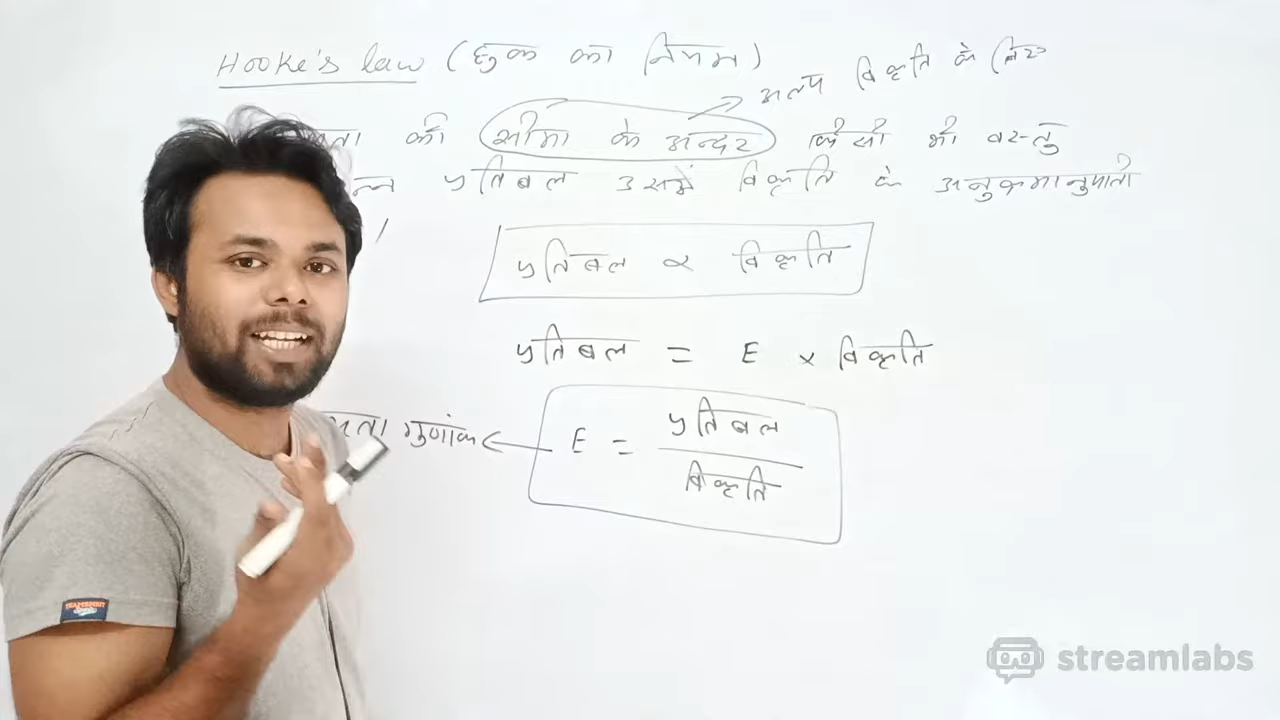 Hooke's law (हुक का नियम)
अल्प विकृति के लिए
की सीमा के अन्दर किसी भी वस्तु
प्रतिबल उसमें विकृति के अनुक्रमानुपाती
।
प्रतिबल ∝ विकृति
प्रतिबल = E × विकृति
गुणांक ← E = प्रतिबल
विकृति
streamlabs